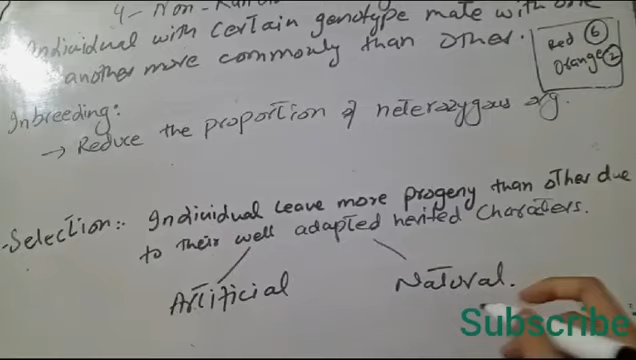 4- Non-
Individual with certain genotype mate with one
another more commonly than other.
Red 6
Orange 2
Inbreeding:
→ Reduce the proportion of heterozygous org.
-Selection:- Individual leave more progeny than other due
to their well adapted herited Characters.
Artificial Natural.
Subscribe